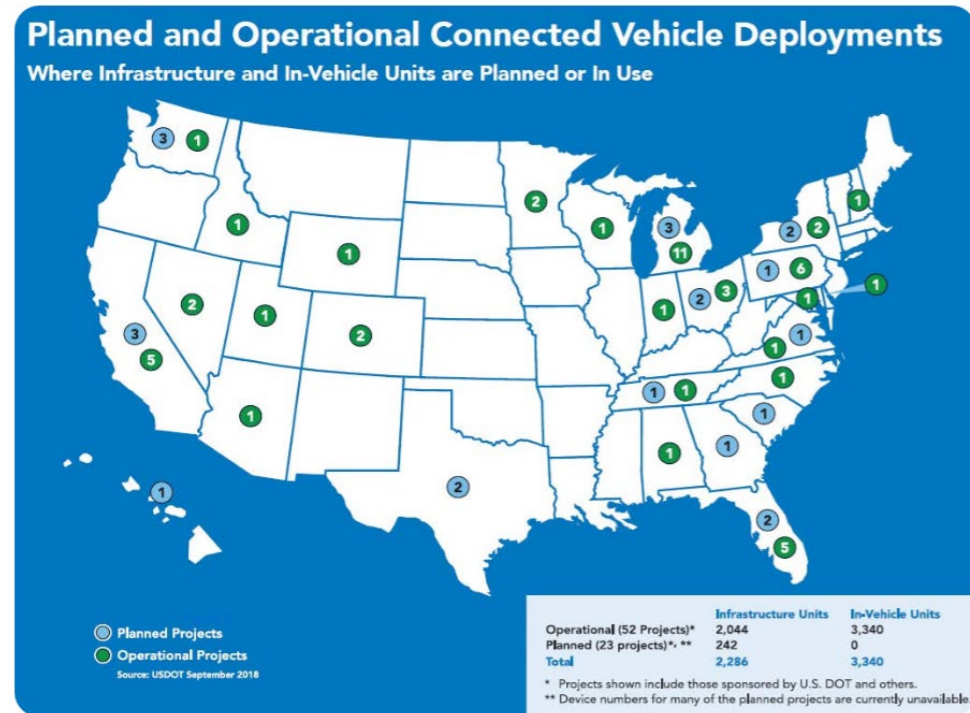 Planned and Operational Connected Vehicle Deployments
Where Infrastructure and In-Vehicle Units are Planned or In Use
3 1
1
1
2
1
3
11
2 2
1
1 6
1
1
2 3
1
1
1
2
1
2
3
5
1
1 1
1
1
1
1
2
1
2
5
Planned Projects
Operational Projects
Source: USDOT September 2018
Infrastructure Units In-Vehicle Units
Operational (52 Projects)* 2,044 3,340
Planned (23 projects)*, ** 242 0
Total 2,286 3,340
* Projects shown include those sponsored by U.S. DOT and others.
** Device numbers for many of the planned projects are currently unavailable.